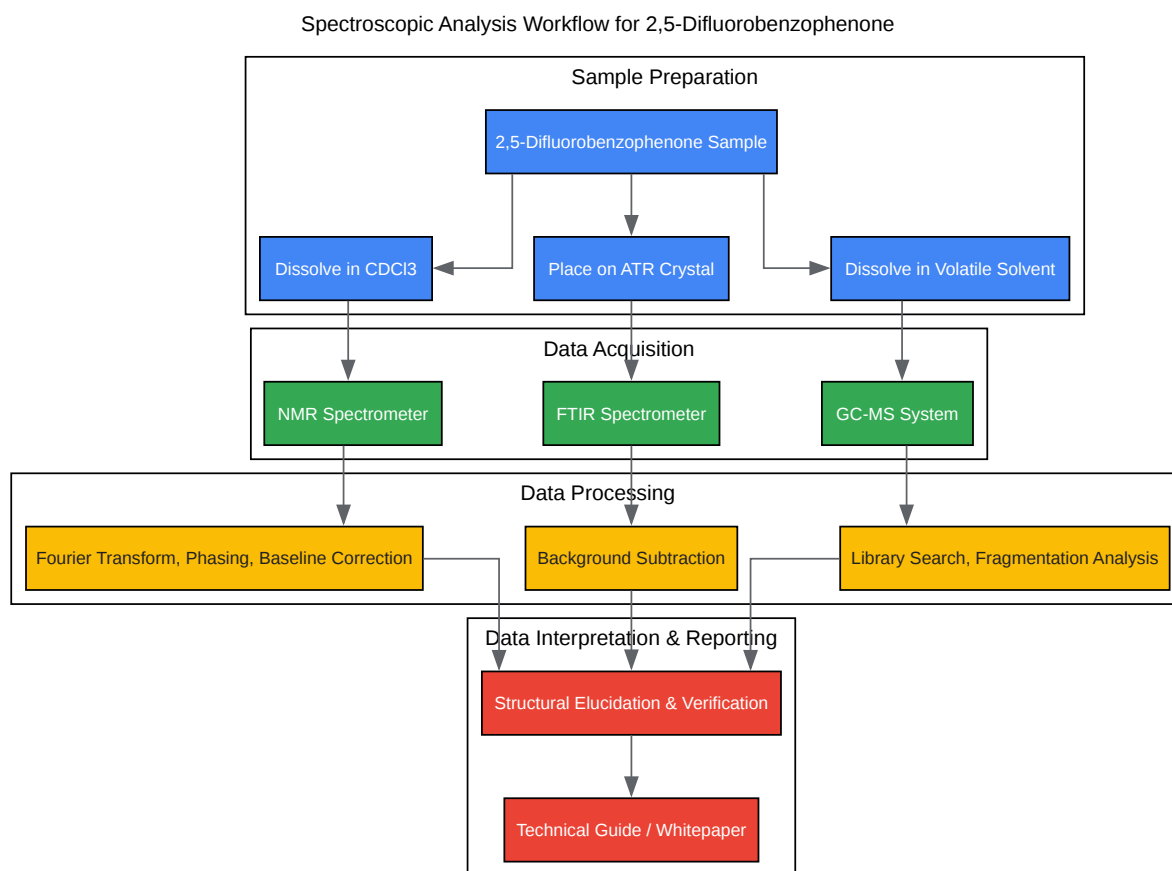 Spectroscopic Analysis Workflow for 2,5-Difluorobenzophenone
Sample Preparation
2,5-Difluorobenzophenone Sample
Dissolve in CDCl3
Place on ATR Crystal
Dissolve in Volatile Solvent
Data Acquisition
NMR Spectrometer
FTIR Spectrometer
GC-MS System
Data Processing
Fourier Transform, Phasing, Baseline Correction
Background Subtraction
Library Search, Fragmentation Analysis
Data Interpretation & Reporting
Structural Elucidation & Verification
Technical Guide / Whitepaper